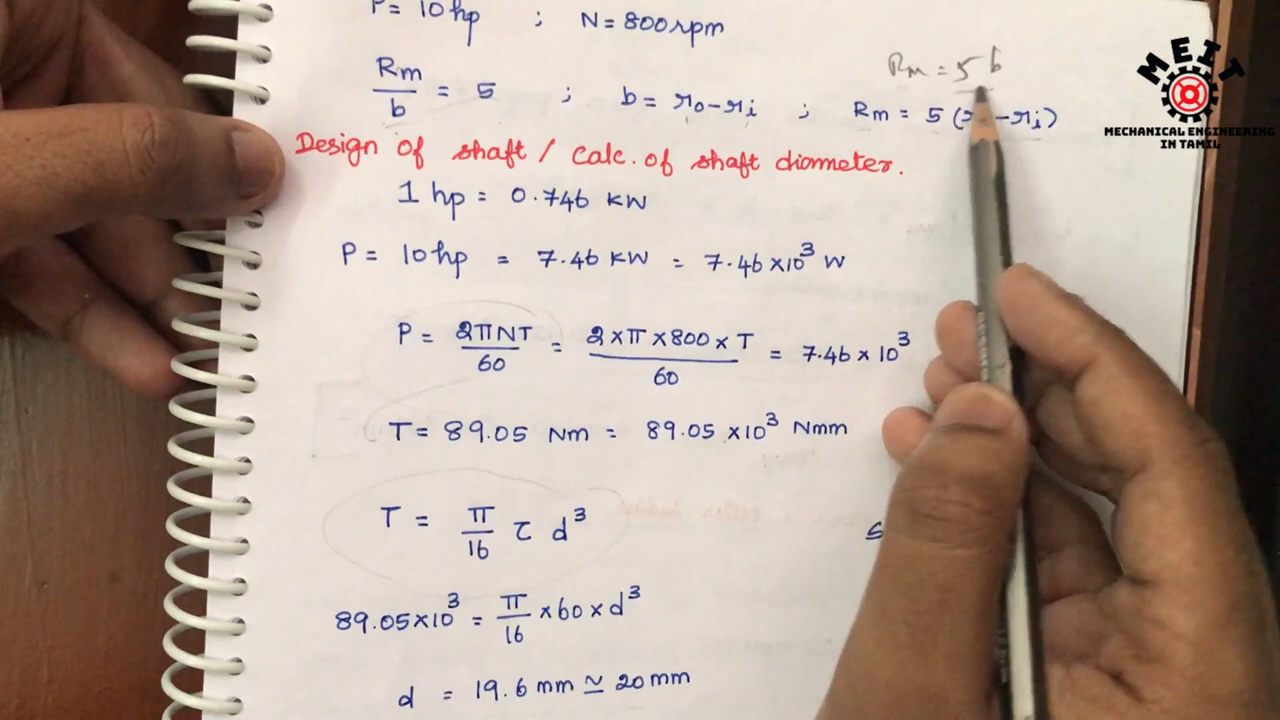 P = 10 hp ; N = 800 rpm
Rm = 5 b
Rm / b = 5 ; b = ro - ri ; Rm = 5 ( - ri)
MEIT
MECHANICAL ENGINEERING
IN TAMIL
Design of shaft / calc. of shaft diometer.
1 hp = 0.746 KW
P = 10 hp = 7.46 KW = 7.46 × 10³ W
P = 2πNT / 60 = 2 × π × 800 × T / 60 = 7.46 × 10³
T = 89.05 Nm = 89.05 × 10³ Nmm
T = π / 16 τ d³
89.05 × 10³ = π / 16 × 60 × d³
d = 19.6 mm ≃ 20 mm